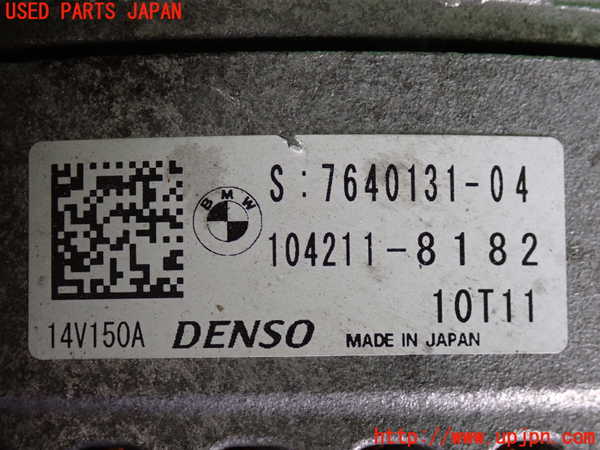 USED PARTS JAPAN
S:7640131-04
BMW
104211-8182
10T11
14V150A DENSO MADE IN JAPAN
http://www.upjpn.com